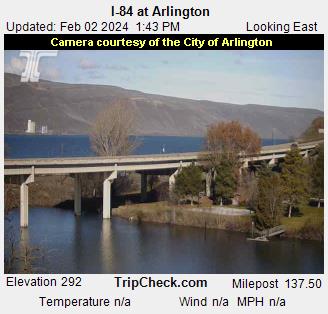 I-84 at Arlington
Updated: Feb 02 2024 1:43 PM Looking East
Camera courtesy of the City of Arlington
Elevation 292 TripCheck.com Milepost 137.50
Temperature n/a Wind n/a MPH n/a